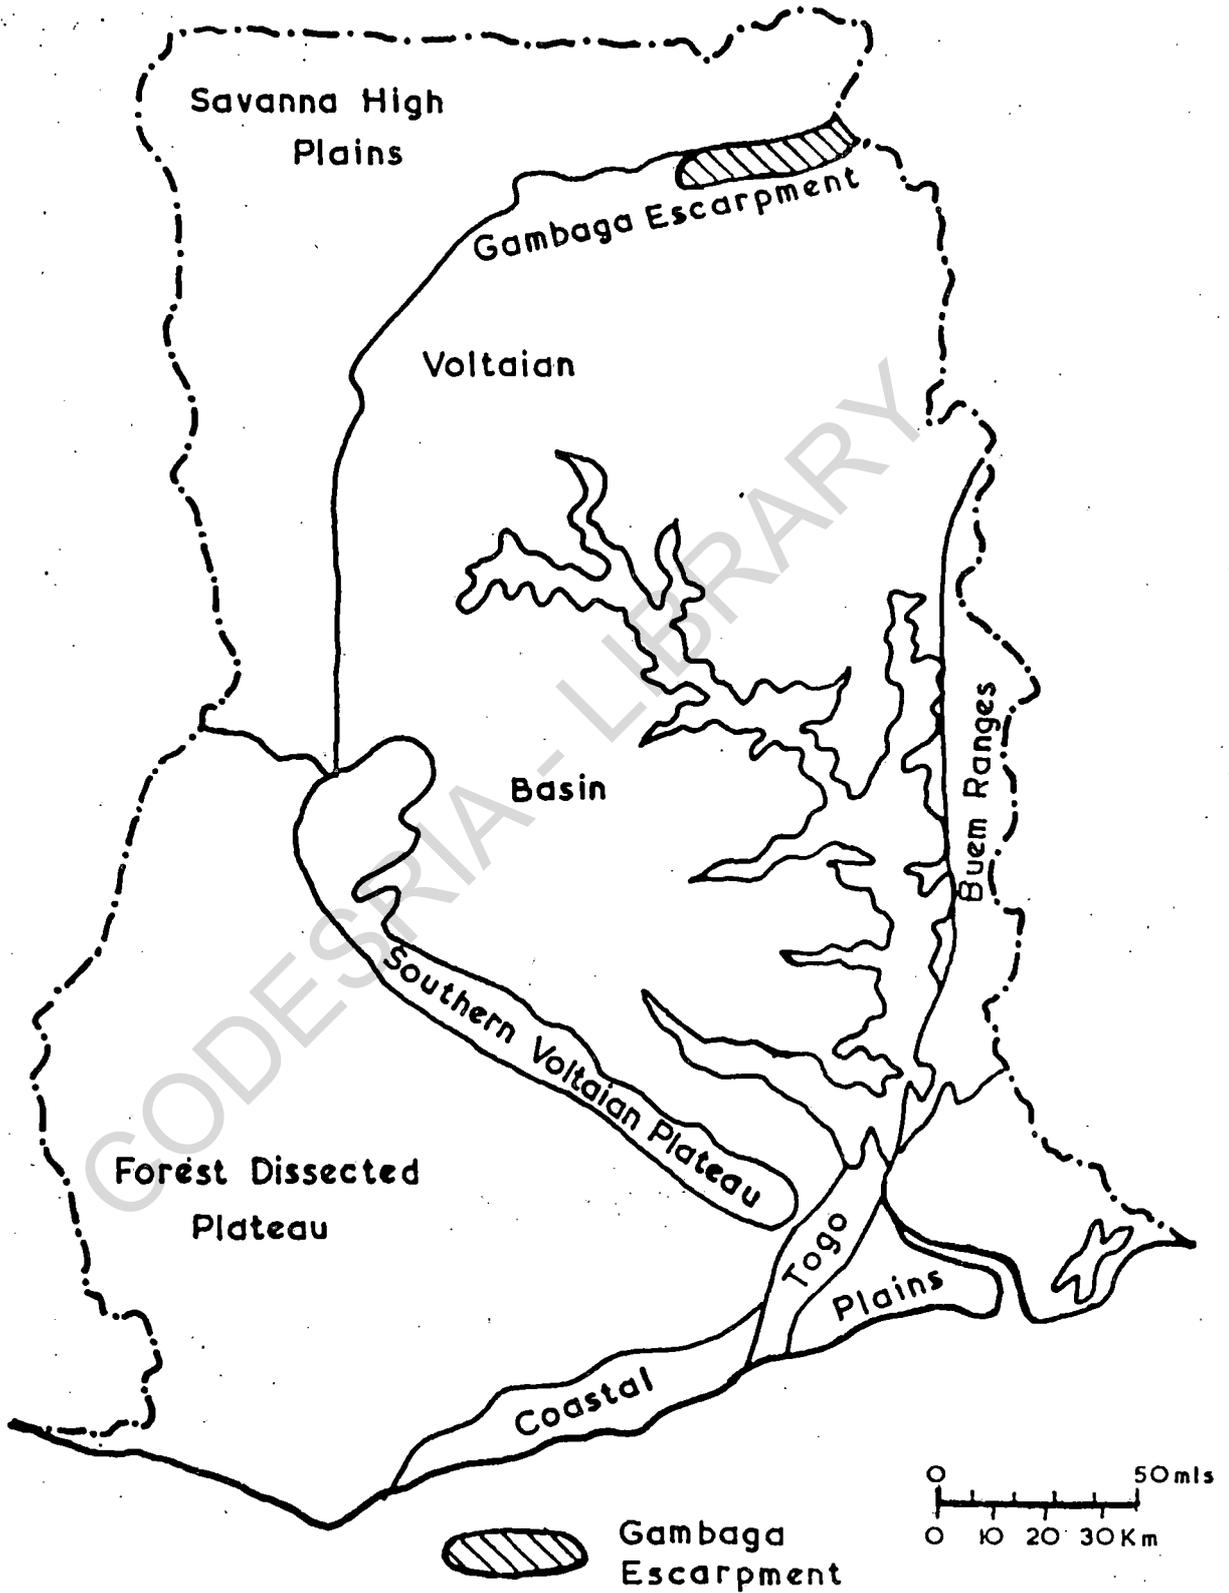 Savanna High
Plains
Gambaga Escarpment
Voltaian
Basin
Buem Ranges
Southern Voltaian Plateau
Forest Dissected
Plateau
Togo
Plains
Coastal
0 50mls
0 10 20 30Km
Gambaga
Escarpment
CODESRIA - LIBRARY